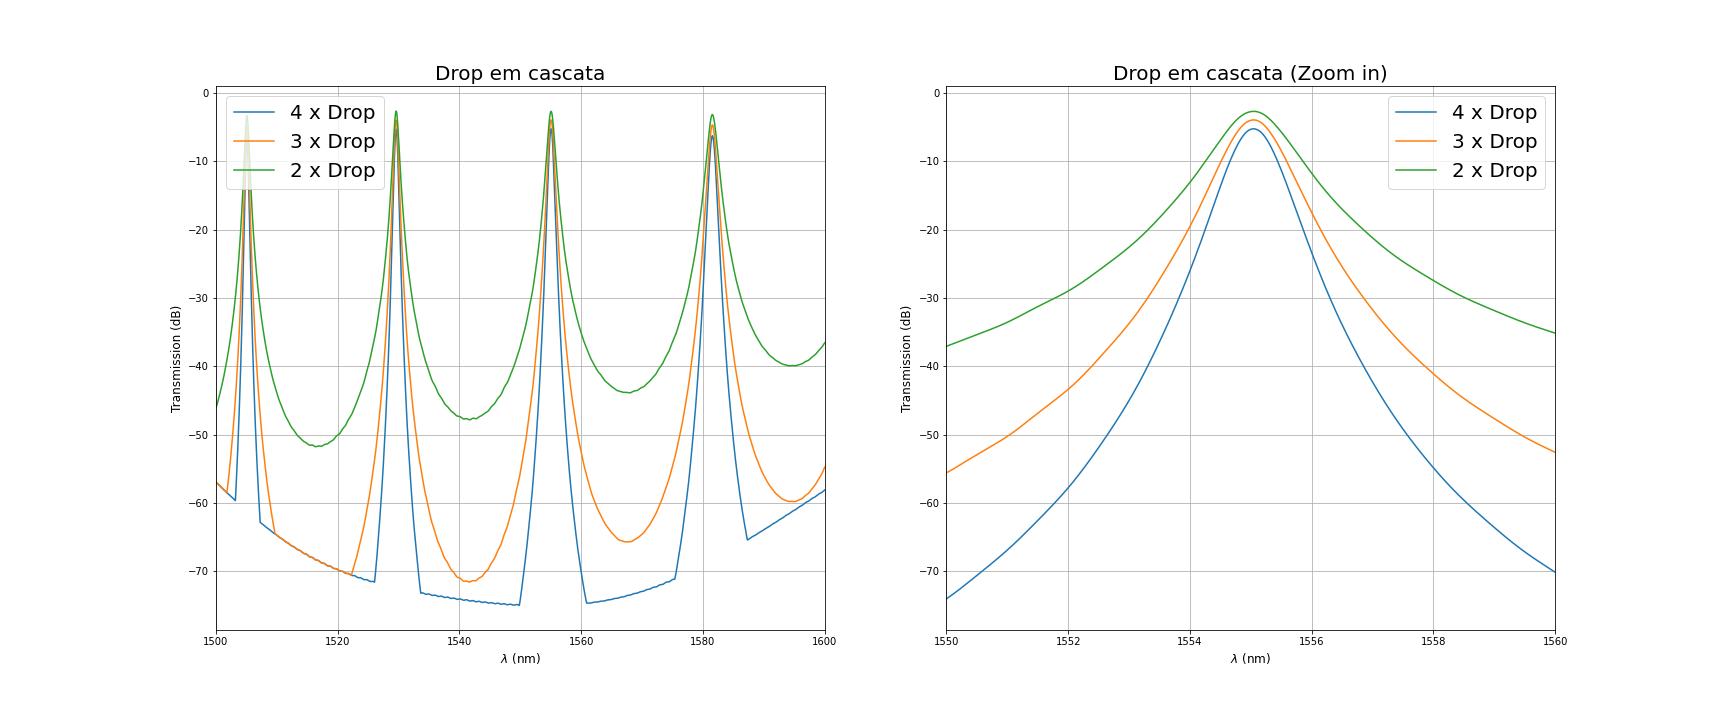 Drop em cascata
4 x Drop
3 x Drop
2 x Drop
0
−10
−20
−30
−40
−50
−60
−70
Transmission (dB)
1500 1520 1540 1560 1580 1600
λ (nm)
Drop em cascata (Zoom in)
4 x Drop
3 x Drop
2 x Drop
0
−10
−20
−30
−40
−50
−60
−70
Transmission (dB)
1550 1552 1554 1556 1558 1560
λ (nm)